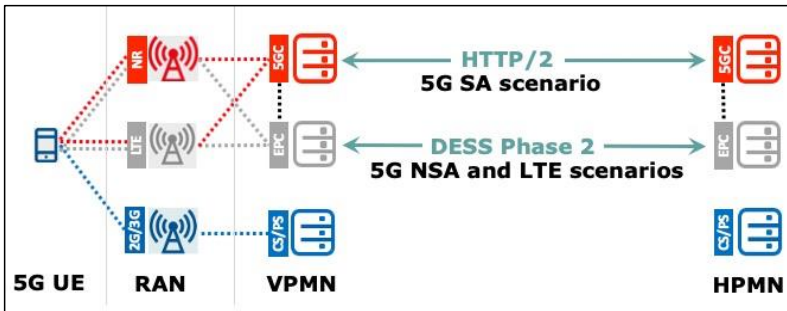 NR
5GC
HTTP/2
5G SA scenario
5GC
LTE
EPC
DESS Phase 2
5G NSA and LTE scenarios
EPC
2G/3G
CS/PS
CS/PS
5G UE
RAN
VPMN
HPMN